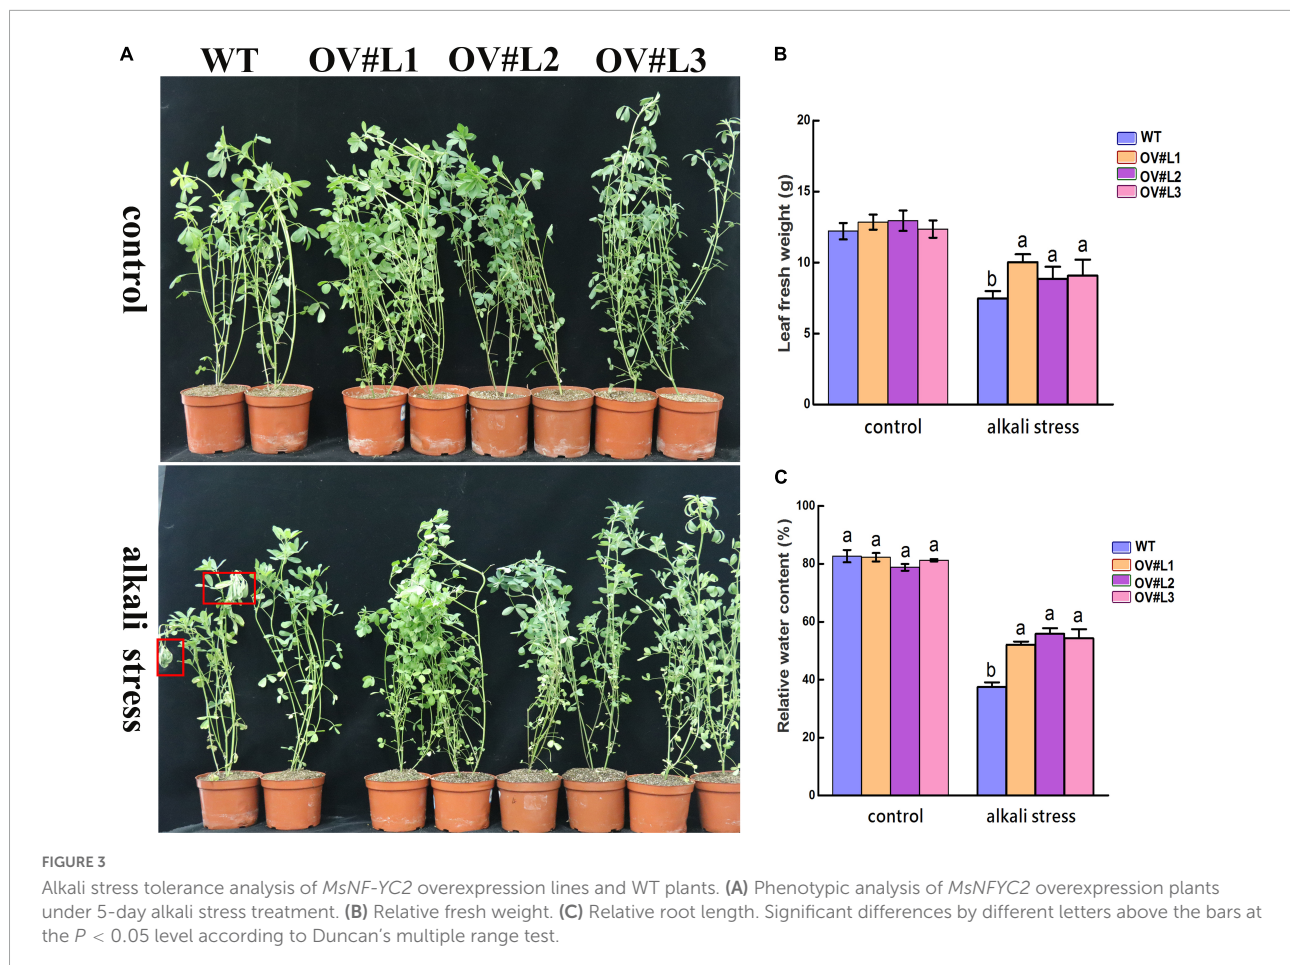 A
WT OV#L1 OV#L2 OV#L3
control
alkali stress
B
Leaf fresh weight (g)
20
15
10
5
0
b
a
a
a
control
alkali stress
WT
OV#L1
OV#L2
OV#L3
C
Relative water content (%)
100
80
60
40
20
0
a
a
a
a
b
a
a
a
control
alkali stress
WT
OV#L1
OV#L2
OV#L3
FIGURE 3
Alkali stress tolerance analysis of MsNF-YC2 overexpression lines and WT plants. (A) Phenotypic analysis of MsNFYC2 overexpression plants
under 5-day alkali stress treatment. (B) Relative fresh weight. (C) Relative root length. Significant differences by different letters above the bars at
the P < 0.05 level according to Duncan's multiple range test.